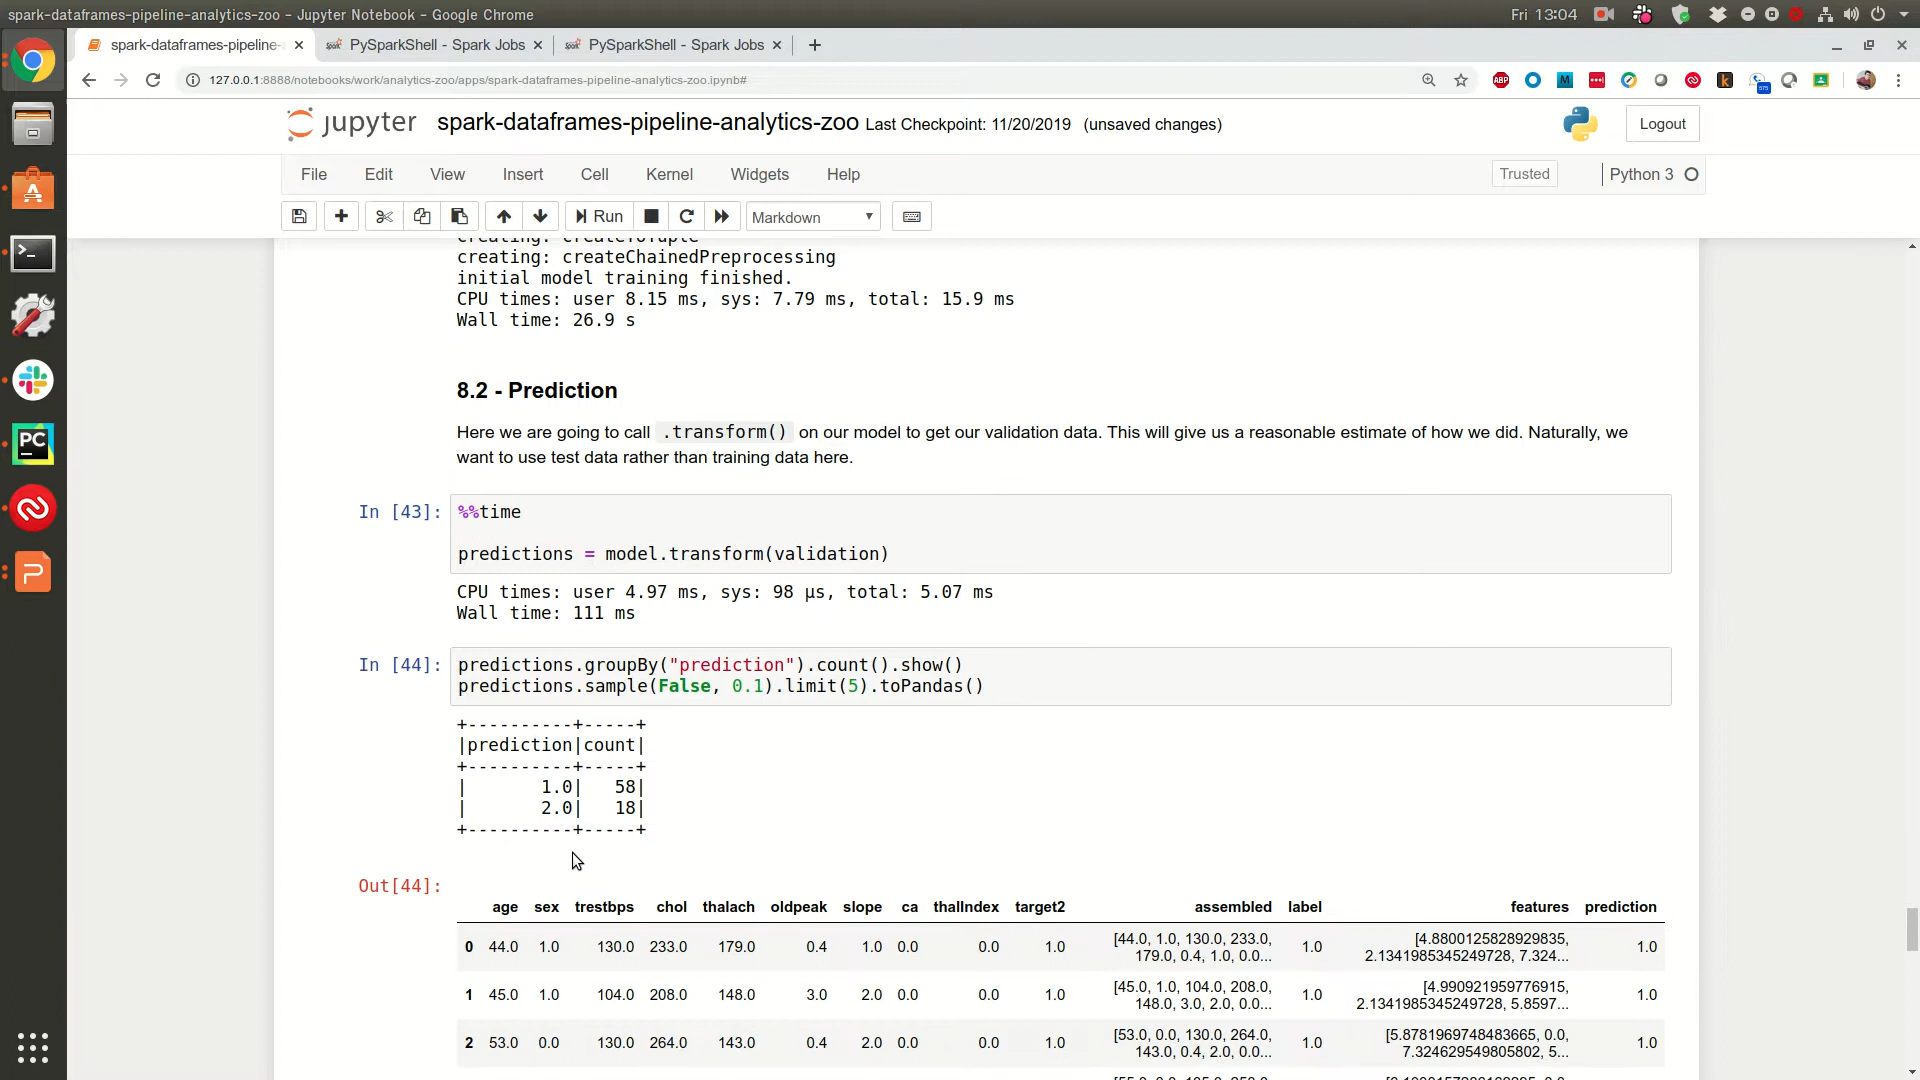 spark-dataframes-pipeline-analytics-zoo - Jupyter Notebook - Google Chrome
Fri 13:04
spark-dataframes-pipeline-
PySparkShell - Spark Jobs
PySparkShell - Spark Jobs
127.0.0.1:8888/notebooks/work/analytics-zoo/apps/spark-dataframes-pipeline-analytics-zoo.ipynb#
jupyter spark-dataframes-pipeline-analytics-zoo Last Checkpoint: 11/20/2019 (unsaved changes)
Logout
File Edit View Insert Cell Kernel Widgets Help
Trusted Python 3
Run Markdown
creating: createToTuple
creating: createChainedPreprocessing
initial model training finished.
CPU times: user 8.15 ms, sys: 7.79 ms, total: 15.9 ms
Wall time: 26.9 s
8.2 - Prediction
Here we are going to call .transform() on our model to get our validation data. This will give us a reasonable estimate of how we did. Naturally, we
want to use test data rather than training data here.
In [43]: %%time
predictions = model.transform(validation)
CPU times: user 4.97 ms, sys: 98 µs, total: 5.07 ms
Wall time: 111 ms
In [44]: predictions.groupBy("prediction").count().show()
predictions.sample(False, 0.1).limit(5).toPandas()
+----------+-----+
|prediction|count|
+----------+-----+
|       1.0|   58|
|       2.0|   18|
+----------+-----+
Out[44]:
age sex trestbps chol thalach oldpeak slope ca thalIndex target2 assembled label features prediction
0 44.0 1.0 130.0 233.0 179.0 0.4 1.0 0.0 0.0 1.0 [44.0, 1.0, 130.0, 233.0, 179.0, 0.4, 1.0, 0.0... 1.0 [4.8800125828929835, 2.1341985345249728, 7.324... 1.0
1 45.0 1.0 104.0 208.0 148.0 3.0 2.0 0.0 0.0 1.0 [45.0, 1.0, 104.0, 208.0, 148.0, 3.0, 2.0, 0.0... 1.0 [4.990921959776915, 2.1341985345249728, 5.8597... 1.0
2 53.0 0.0 130.0 264.0 143.0 0.4 2.0 0.0 0.0 1.0 [53.0, 0.0, 130.0, 264.0, 143.0, 0.4, 2.0, 0.0... 1.0 [5.8781969748483665, 0.0, 7.324629549805802, 5... 1.0